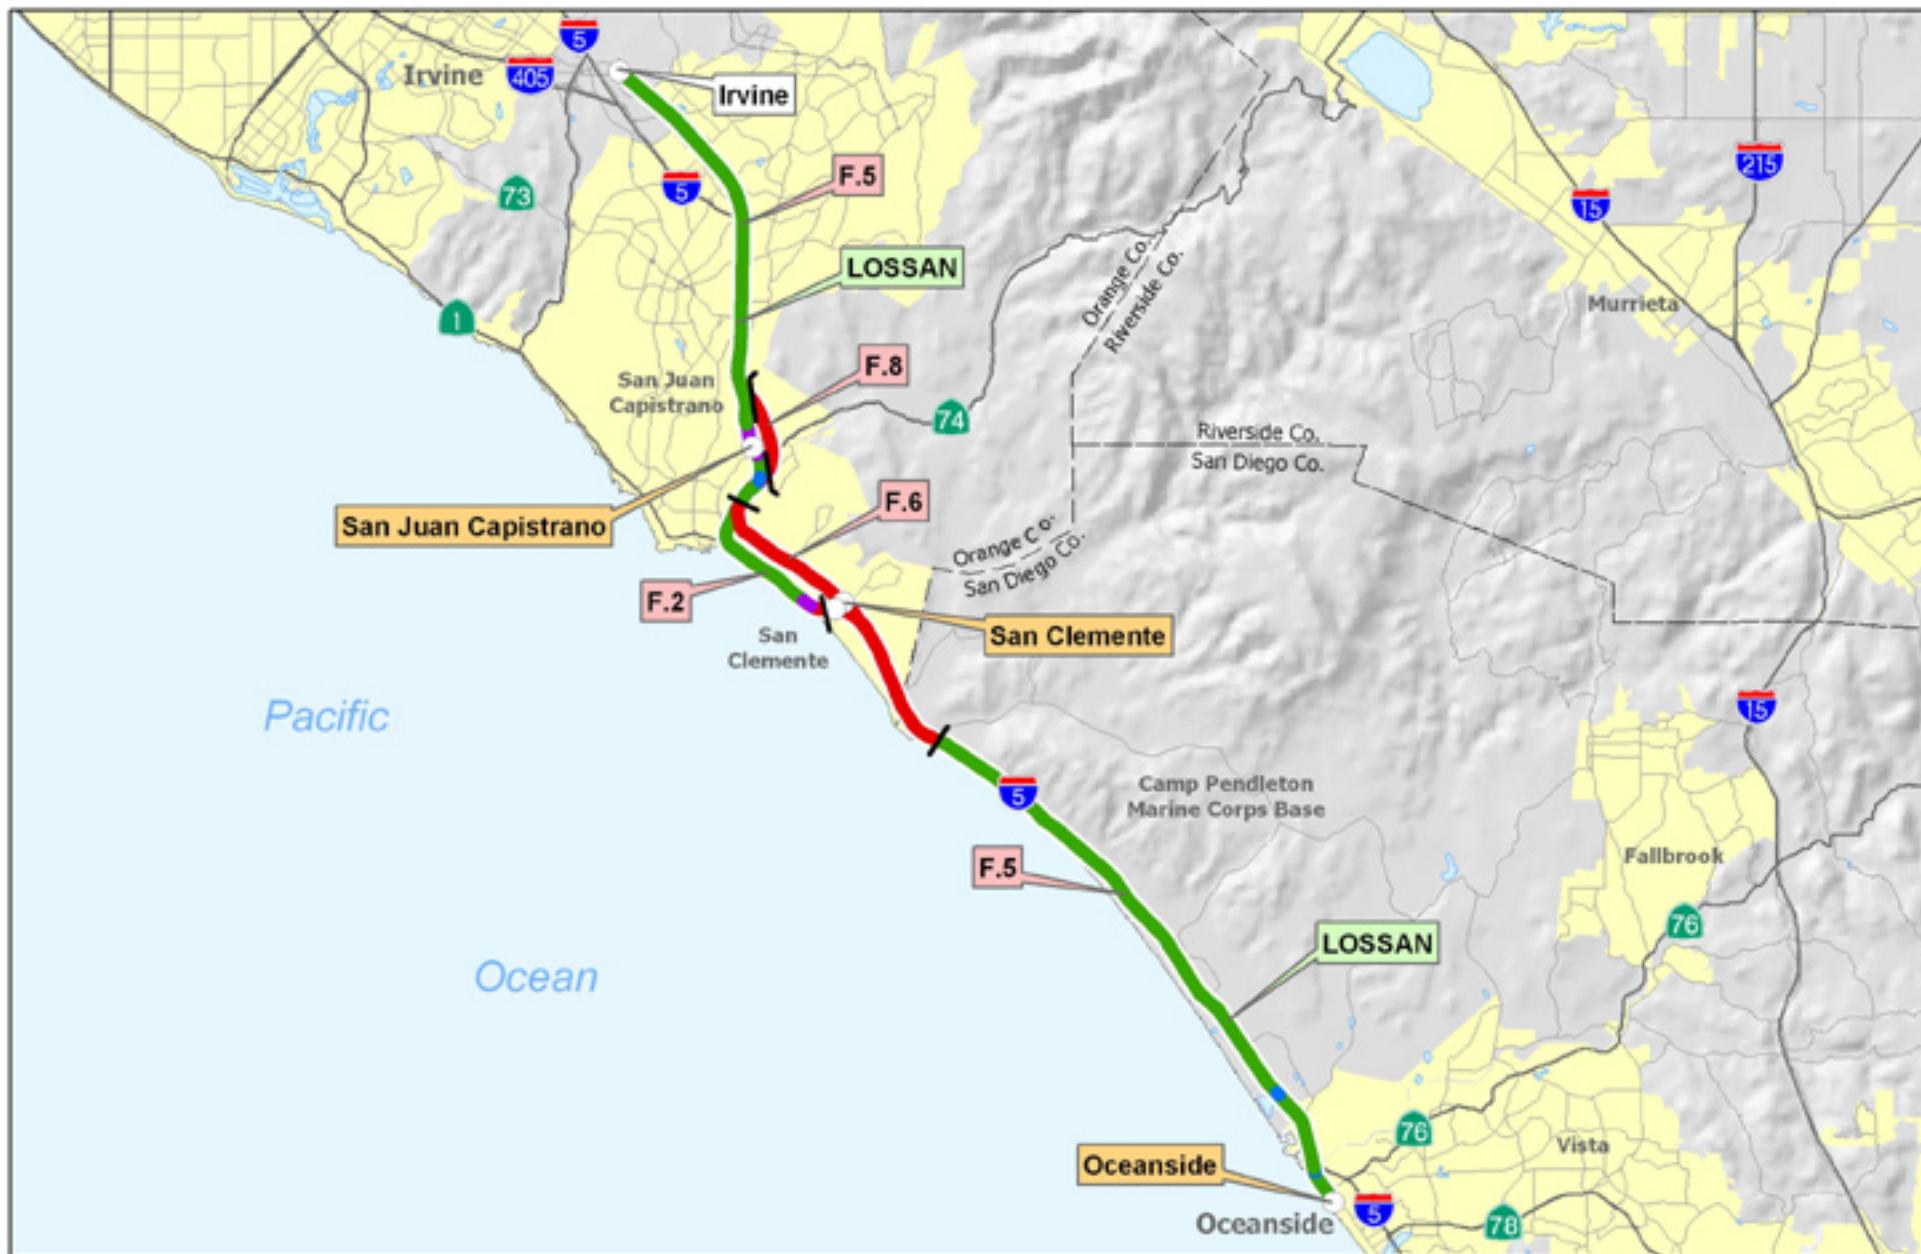 5
405
Irvine
Irvine
F.5
73
5
215
15
LOSSAN
Orange Co.
Riverside Co.
1
Murrieta
F.8
San Juan
Capistrano
74
Riverside Co.
San Diego Co.
F.6
San Juan Capistrano
Orange Co.
San Diego Co.
F.2
San Clemente
San
Clemente
Pacific
15
5
Camp Pendleton
Marine Corps Base
F.5
Fallbrook
76
LOSSAN
Ocean
76
Vista
Oceanside
5
Oceanside
78